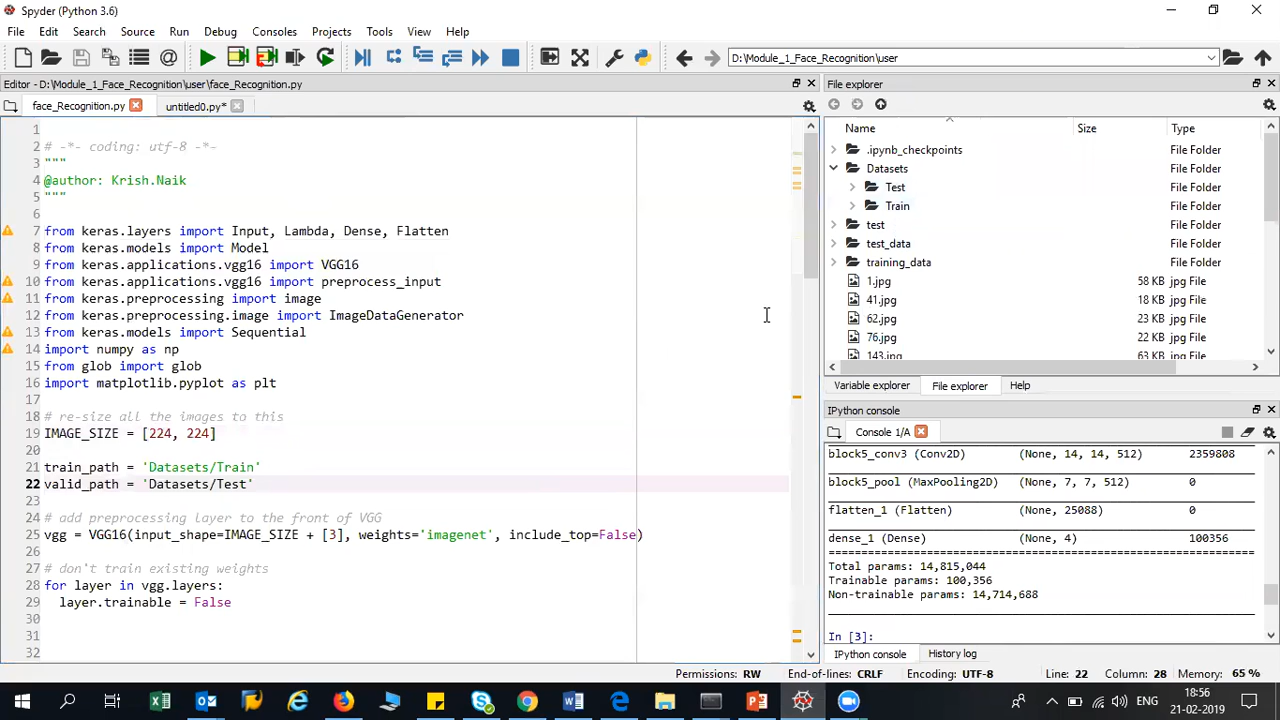 Spyder (Python 3.6)
File Edit Search Source Run Debug Consoles Projects Tools View Help
D:\Module_1_Face_Recognition\user
Editor - D:\Module_1_Face_Recognition\user\face_Recognition.py
face_Recognition.py untitled0.py*
1
2 # -*- coding: utf-8 -*-
3 """
4 @author: Krish.Naik
5 """
6
7 from keras.layers import Input, Lambda, Dense, Flatten
8 from keras.models import Model
9 from keras.applications.vgg16 import VGG16
10 from keras.applications.vgg16 import preprocess_input
11 from keras.preprocessing import image
12 from keras.preprocessing.image import ImageDataGenerator
13 from keras.models import Sequential
14 import numpy as np
15 from glob import glob
16 import matplotlib.pyplot as plt
17
18 # re-size all the images to this
19 IMAGE_SIZE = [224, 224]
20
21 train_path = 'Datasets/Train'
22 valid_path = 'Datasets/Test'
23
24 # add preprocessing layer to the front of VGG
25 vgg = VGG16(input_shape=IMAGE_SIZE + [3], weights='imagenet', include_top=False)
26
27 # don't train existing weights
28 for layer in vgg.layers:
29 layer.trainable = False
30
31
32
File explorer
Name Size Type
.ipynb_checkpoints File Folder
Datasets File Folder
Test File Folder
Train File Folder
test File Folder
test_data File Folder
training_data File Folder
1.jpg 58 KB jpg File
41.jpg 18 KB jpg File
62.jpg 23 KB jpg File
76.jpg 22 KB jpg File
143.jpg 56 KB jpg File
Variable explorer File explorer Help
IPython console
Console 1/A
block5_conv3 (Conv2D) (None, 14, 14, 512) 2359808
block5_pool (MaxPooling2D) (None, 7, 7, 512) 0
flatten_1 (Flatten) (None, 25088) 0
dense_1 (Dense) (None, 4) 100356
Total params: 14,815,044
Trainable params: 100,356
Non-trainable params: 14,714,688
In [3]:
IPython console History log
Permissions: RW End-of-lines: CRLF Encoding: UTF-8 Line: 22 Column: 28 Memory: 65 %
ENG
18:56
21-02-2019